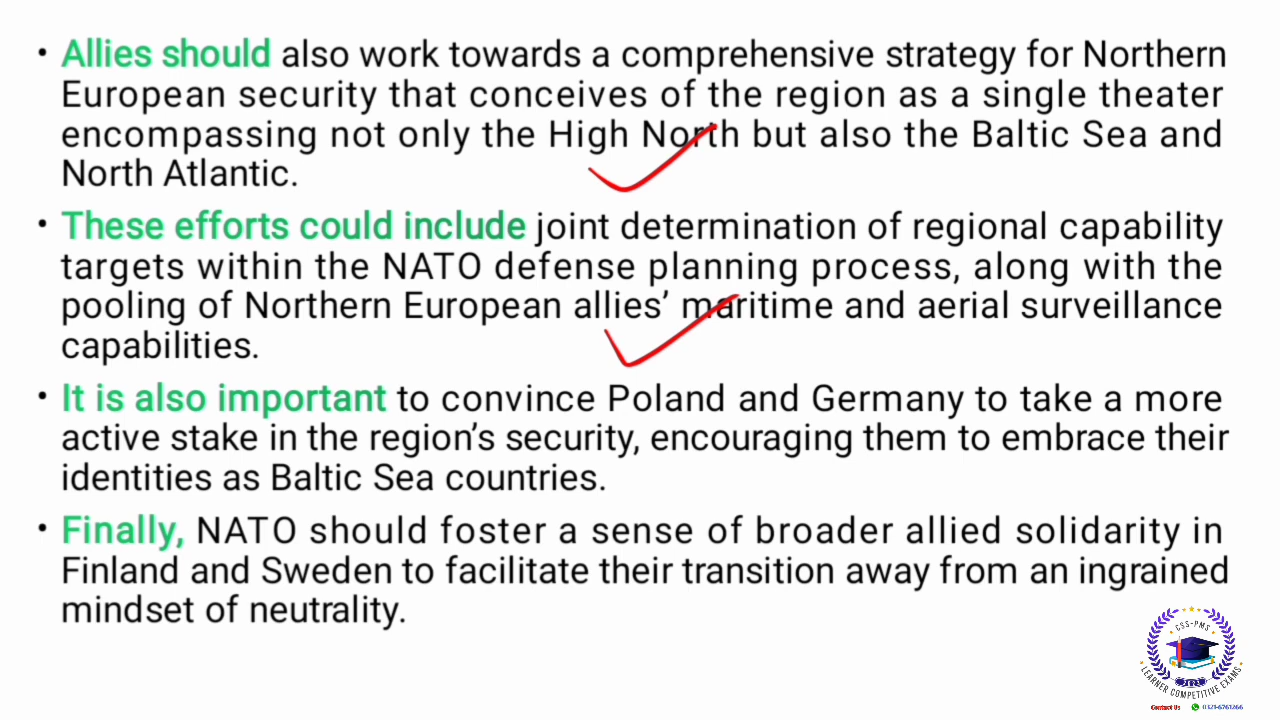 • Allies should also work towards a comprehensive strategy for Northern
European security that conceives of the region as a single theater
encompassing not only the High North but also the Baltic Sea and
North Atlantic.
• These efforts could include joint determination of regional capability
targets within the NATO defense planning process, along with the
pooling of Northern European allies’ maritime and aerial surveillance
capabilities.
• It is also important to convince Poland and Germany to take a more
active stake in the region’s security, encouraging them to embrace their
identities as Baltic Sea countries.
• Finally, NATO should foster a sense of broader allied solidarity in
Finland and Sweden to facilitate their transition away from an ingrained
mindset of neutrality.
CSS-PMS
LEARNER COMPETITIVE EXAMS
Contact Us 0321-6761266